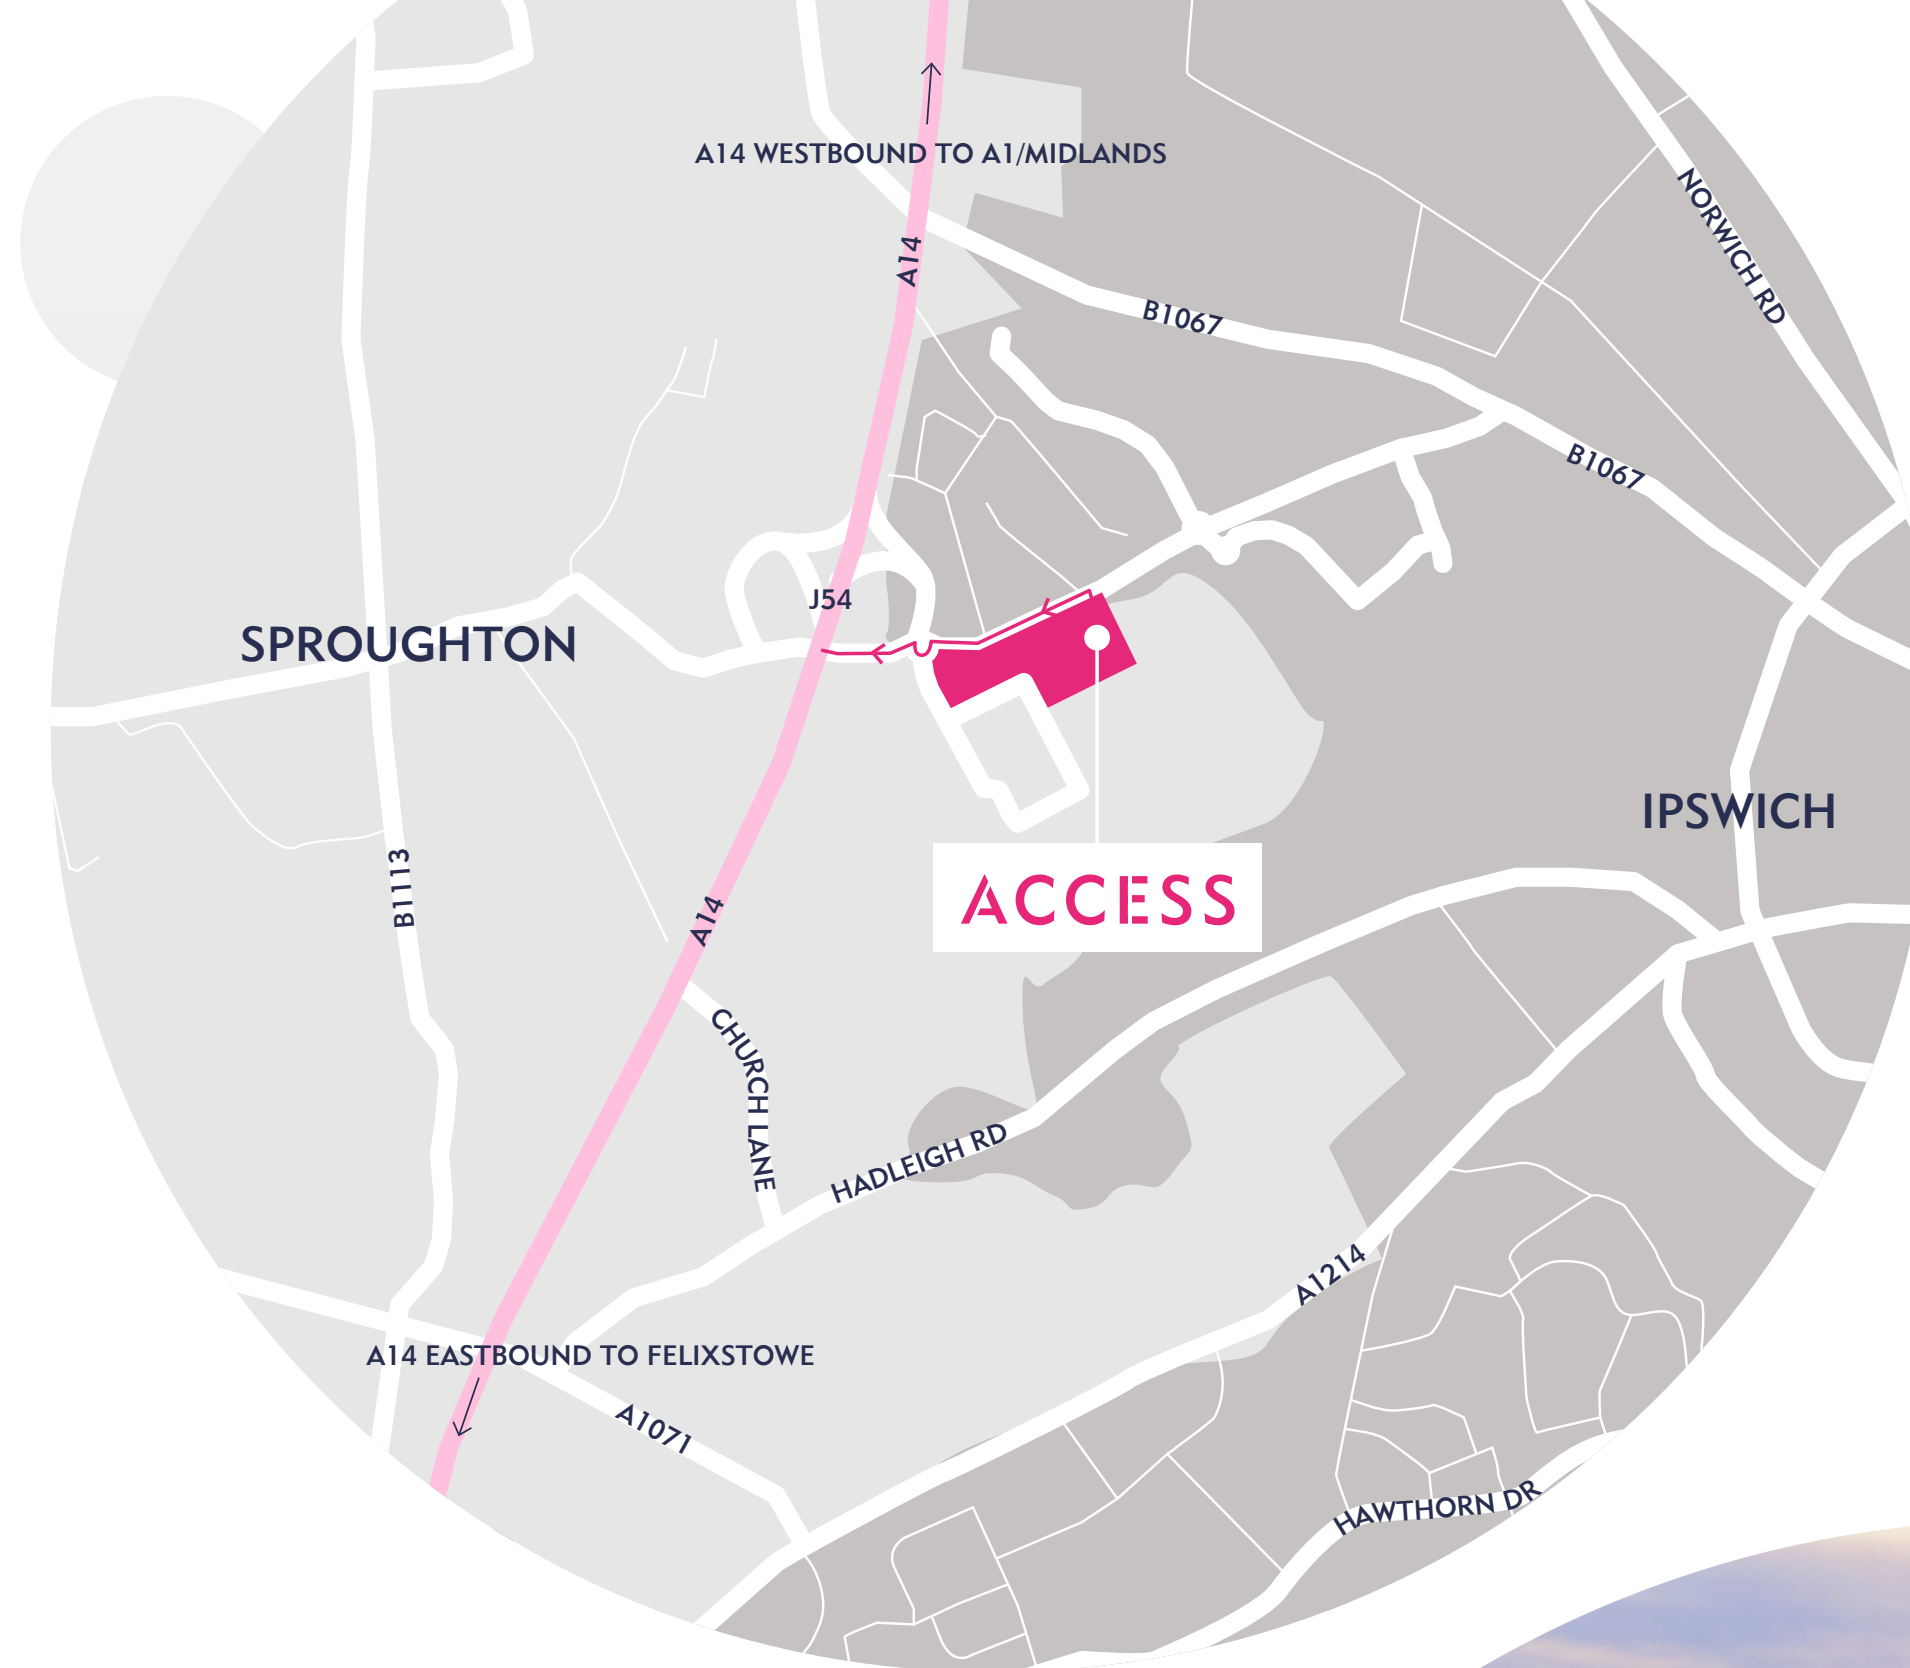 A14 WESTBOUND TO A1/MIDLANDS
NORWICH RD
A14
B1067
B1067
J54
SPROUGHTON
IPSWICH
B1113
A14
ACCESS
CHURCH LANE
HADLEIGH RD
A1214
A14 EASTBOUND TO FELIXSTOWE
A1071
HAWTHORN DR